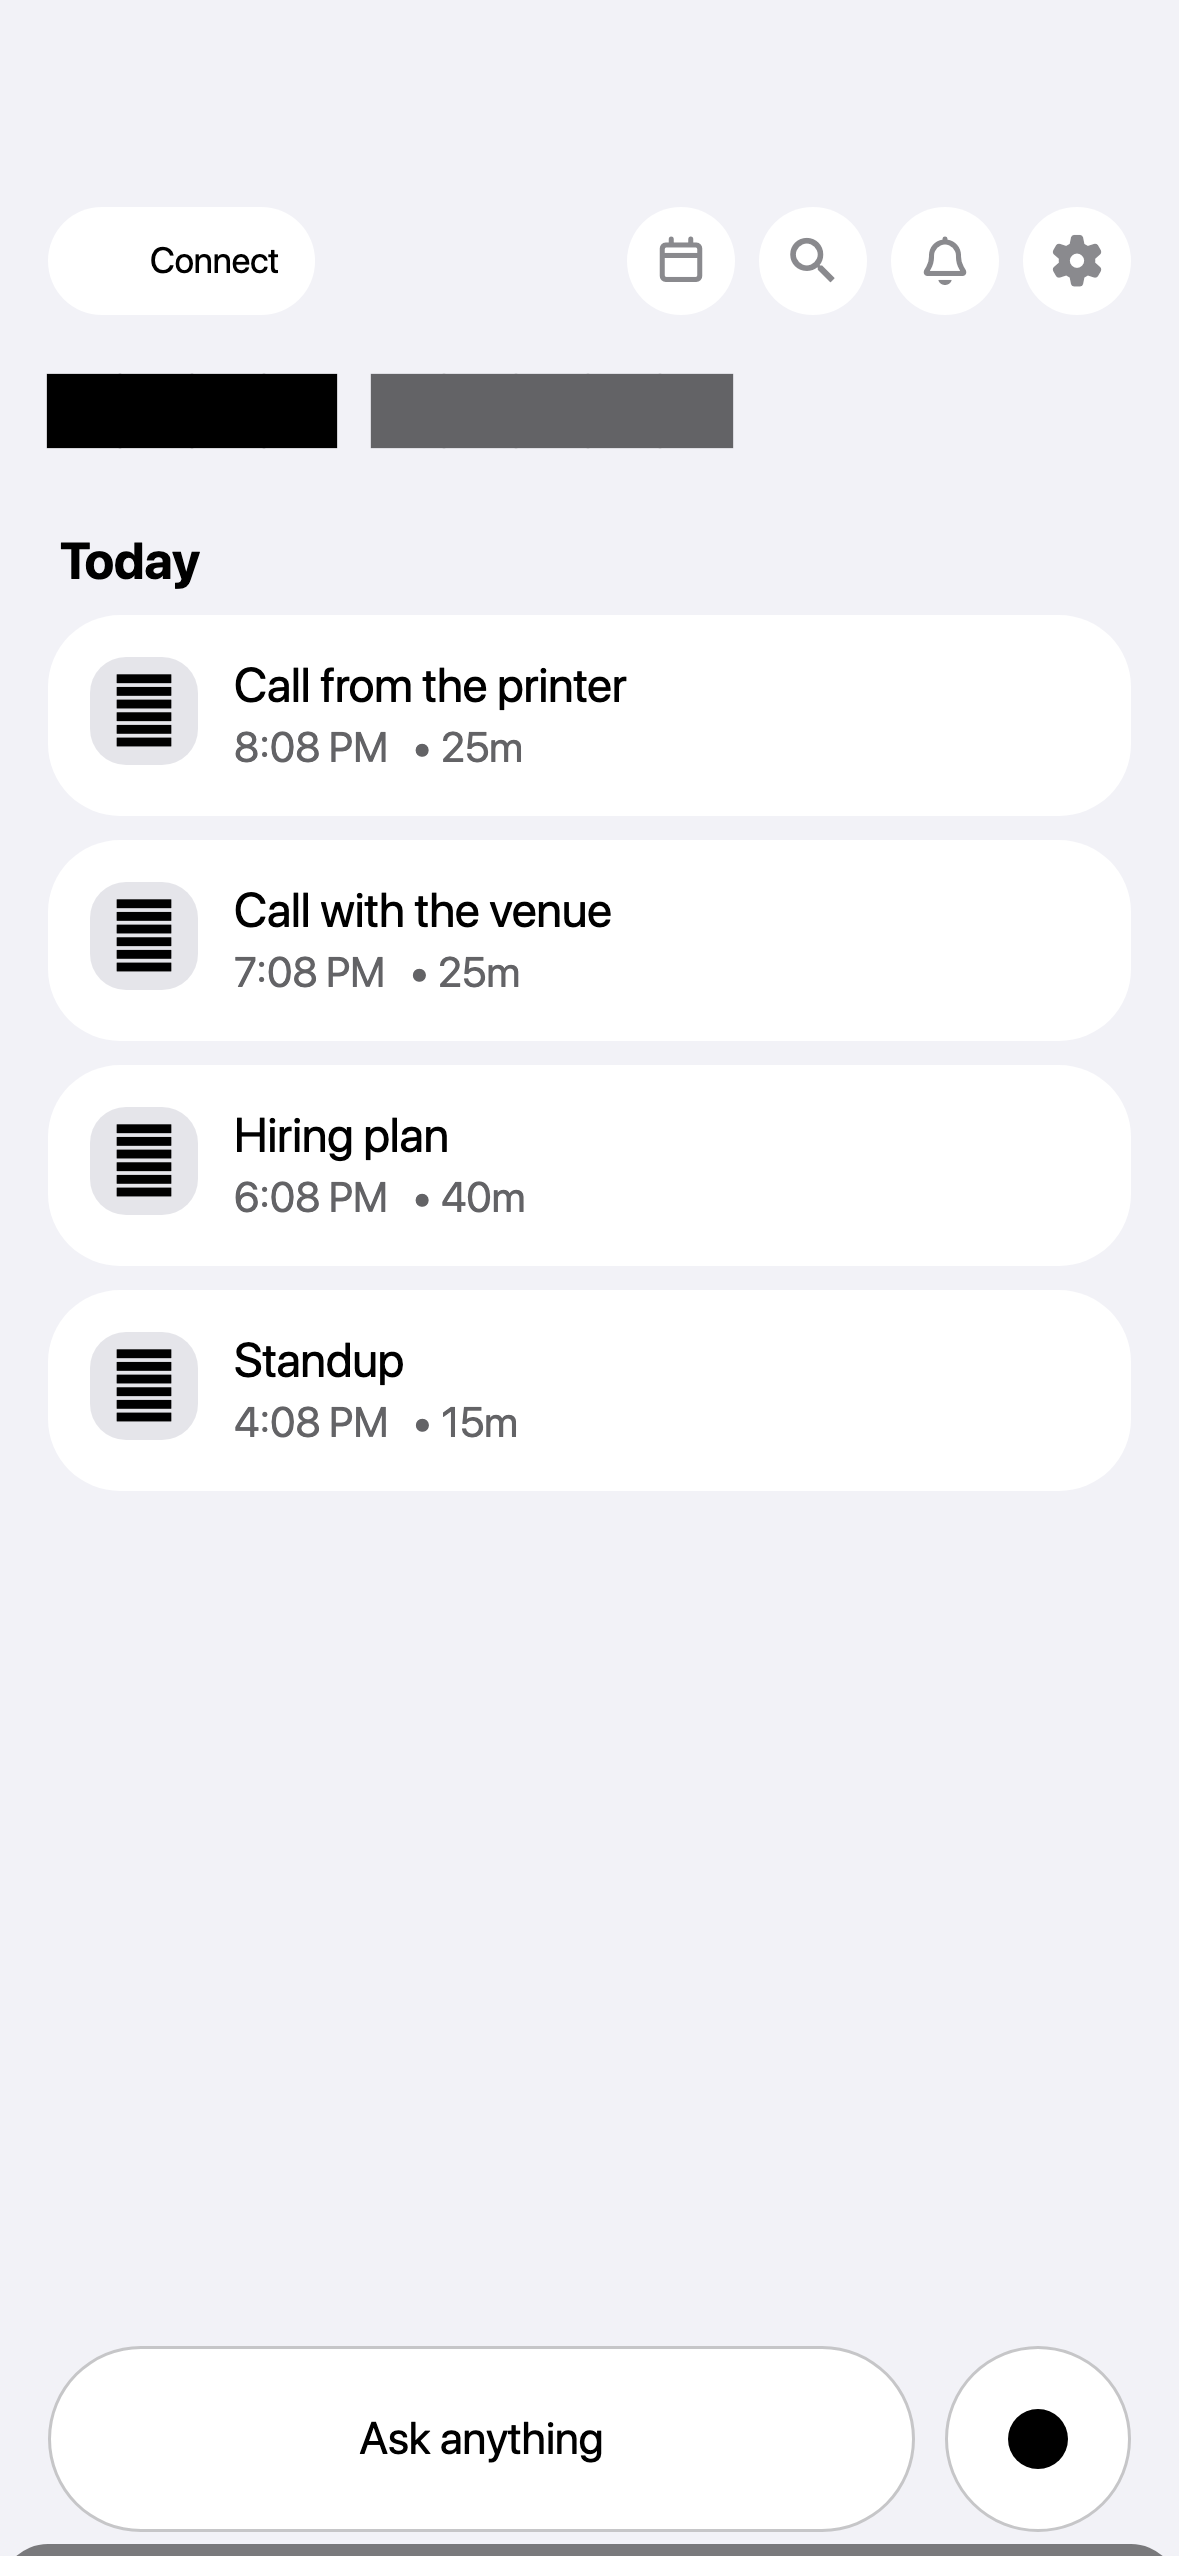 Connect
Today
Call from the printer
8:08 PM • 25m
Call with the venue
7:08 PM • 25m
Hiring plan
6:08 PM • 40m
Standup
4:08 PM • 15m
Ask anything